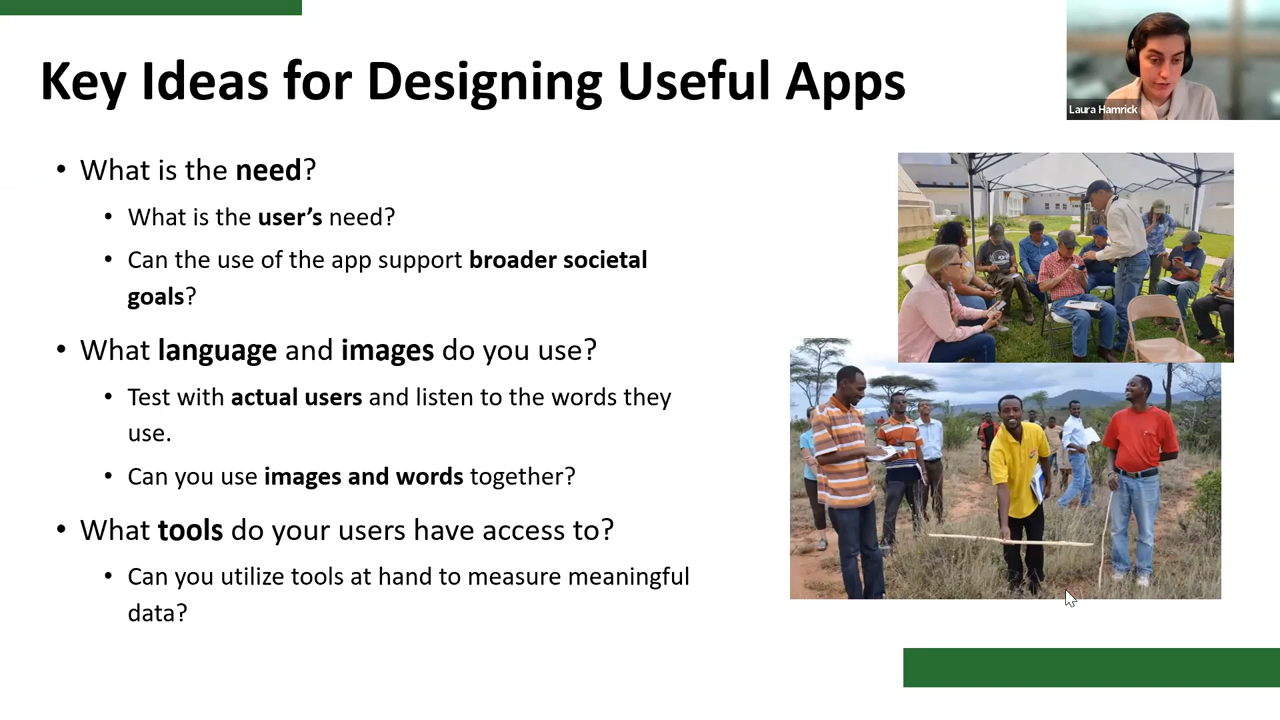 Key Ideas for Designing Useful Apps
Laura Hamrick
• What is the need?
• What is the user’s need?
• Can the use of the app support broader societal
goals?
• What language and images do you use?
• Test with actual users and listen to the words they
use.
• Can you use images and words together?
• What tools do your users have access to?
• Can you utilize tools at hand to measure meaningful
data?